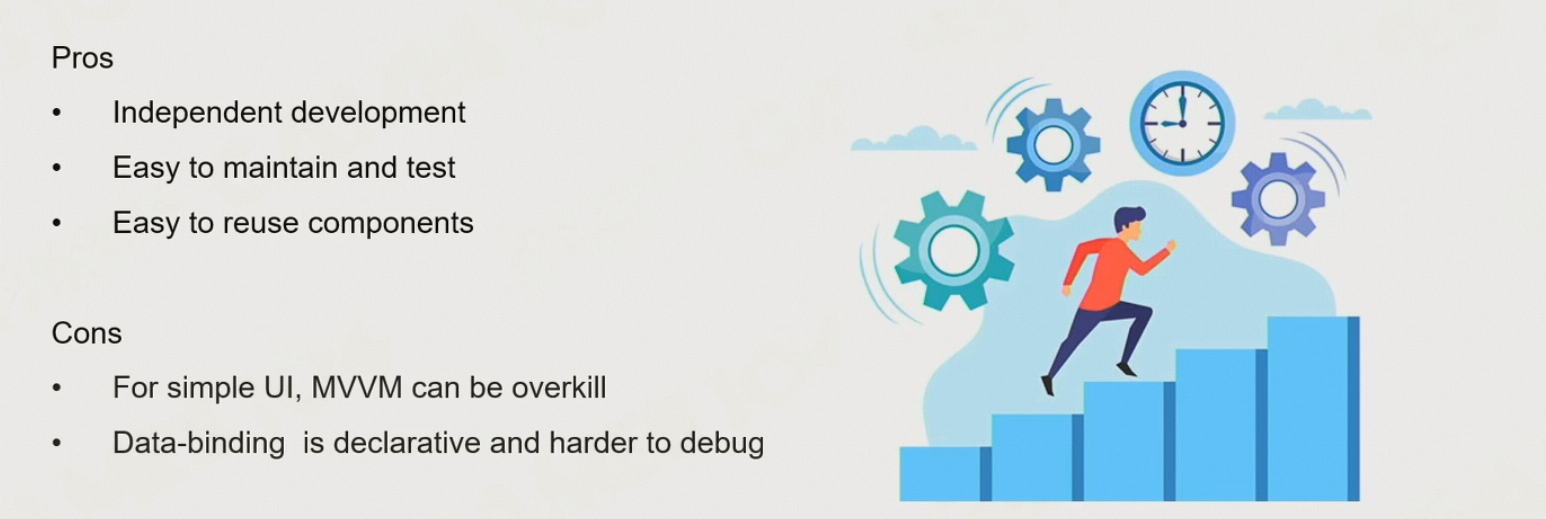 Pros
• Independent development
• Easy to maintain and test
• Easy to reuse components
Cons
• For simple UI, MVVM can be overkill
• Data-binding  is declarative and harder to debug